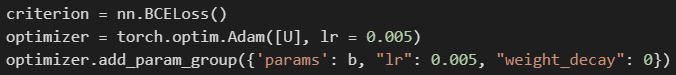 criterion = nn.BCELoss()
optimizer = torch.optim.Adam([U], lr = 0.005)
optimizer.add_param_group({'params': b, "lr": 0.005, "weight_decay": 0})